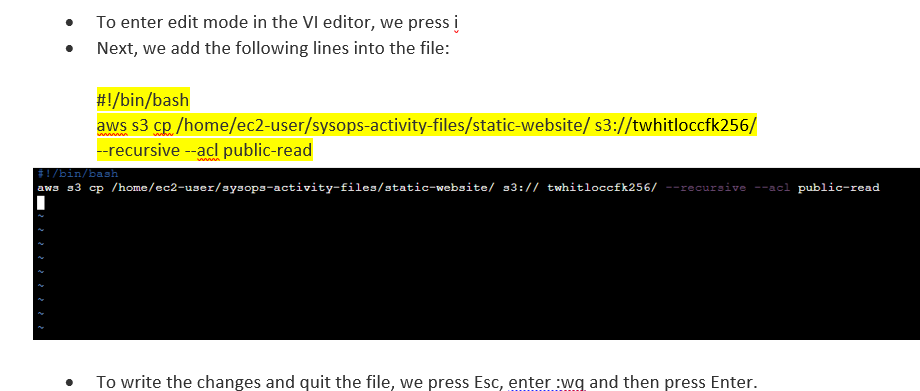 • To enter edit mode in the VI editor, we press i
• Next, we add the following lines into the file:
#!/bin/bash
aws s3 cp /home/ec2-user/sysops-activity-files/static-website/ s3://twhitloccfk256/
--recursive --acl public-read
#!/bin/bash
aws s3 cp /home/ec2-user/sysops-activity-files/static-website/ s3:// twhitloccfk256/ --recursive --acl public-read
~
~
~
~
~
~
~
~
~
• To write the changes and quit the file, we press Esc, enter :wq and then press Enter.